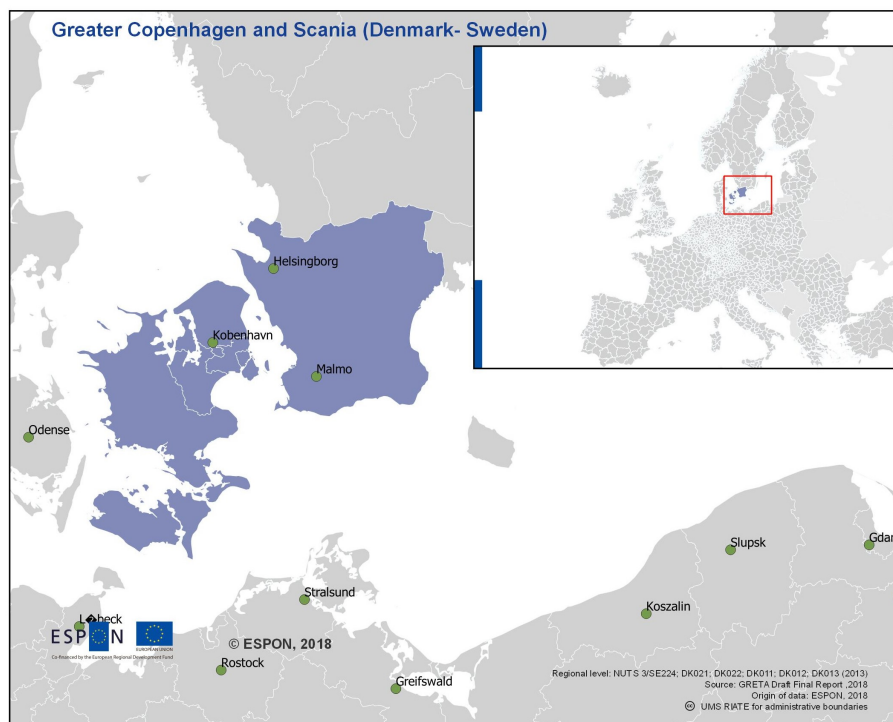 Greater Copenhagen and Scania (Denmark- Sweden)
Helsingborg
Kobenhavn
Malmo
Odense
Slupsk
Gdan
Stralsund
Koszalin
L�beck
ESPON
EUROPEAN UNION
Co-financed by the European Regional Development Fund
© ESPON, 2018
Rostock
Greifswald
Regional level: NUTS 3/SE224; DK021; DK022; DK011; DK012; DK013 (2013)
Source: GRETA Draft Final Report ,2018
Origin of data: ESPON, 2018
cc UMS RIATE for administrative boundaries